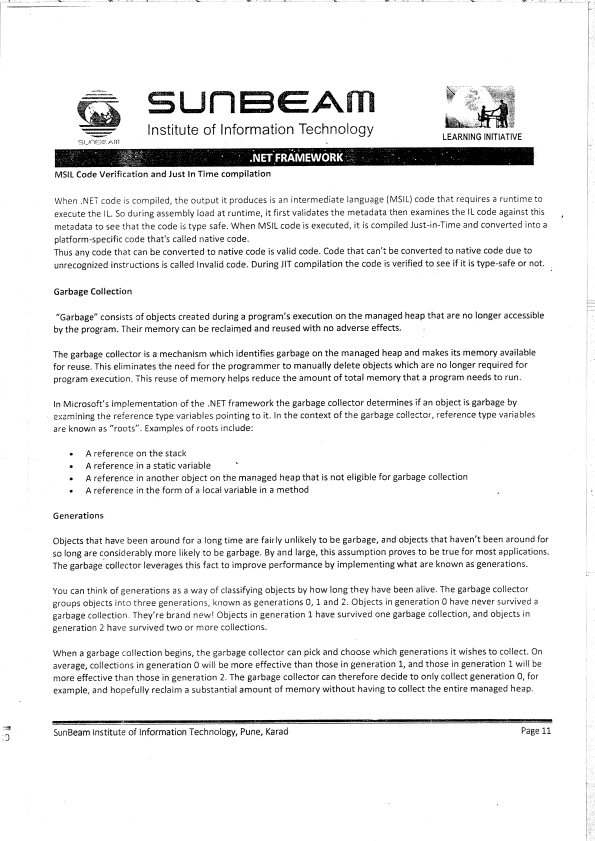 SUNBEAM
Institute of Information Technology
SUNBEAM
LEARNING INITIATIVE
.NET FRAMEWORK
MSIL Code Verification and Just In Time compilation
When .NET code is compiled, the output it produces is an intermediate language (MSIL) code that requires a runtime to
execute the IL. So during assembly load at runtime, it first validates the metadata then examines the IL code against this
metadata to see that the code is type safe. When MSIL code is executed, it is compiled Just-in-Time and converted into a
platform-specific code that's called native code.
Thus any code that can be converted to native code is valid code. Code that can't be converted to native code due to
unrecognized instructions is called Invalid code. During JIT compilation the code is verified to see if it is type-safe or not.
Garbage Collection
"Garbage" consists of objects created during a program's execution on the managed heap that are no longer accessible
by the program. Their memory can be reclaimed and reused with no adverse effects.
The garbage collector is a mechanism which identifies garbage on the managed heap and makes its memory available
for reuse. This eliminates the need for the programmer to manually delete objects which are no longer required for
program execution. This reuse of memory helps reduce the amount of total memory that a program needs to run.
In Microsoft's implementation of the .NET framework the garbage collector determines if an object is garbage by
examining the reference type variables pointing to it. In the context of the garbage collector, reference type variables
are known as "roots". Examples of roots include:
• A reference on the stack
• A reference in a static variable
• A reference in another object on the managed heap that is not eligible for garbage collection
• A reference in the form of a local variable in a method
Generations
Objects that have been around for a long time are fairly unlikely to be garbage, and objects that haven't been around for
so long are considerably more likely to be garbage. By and large, this assumption proves to be true for most applications.
The garbage collector leverages this fact to improve performance by implementing what are known as generations.
You can think of generations as a way of classifying objects by how long they have been alive. The garbage collector
groups objects into three generations, known as generations 0, 1 and 2. Objects in generation 0 have never survived a
garbage collection. They're brand new! Objects in generation 1 have survived one garbage collection, and objects in
generation 2 have survived two or more collections.
When a garbage collection begins, the garbage collector can pick and choose which generations it wishes to collect. On
average, collections in generation 0 will be more effective than those in generation 1, and those in generation 1 will be
more effective than those in generation 2. The garbage collector can therefore decide to only collect generation 0, for
example, and hopefully reclaim a substantial amount of memory without having to collect the entire managed heap.
SunBeam Institute of Information Technology, Pune, Karad
Page 11